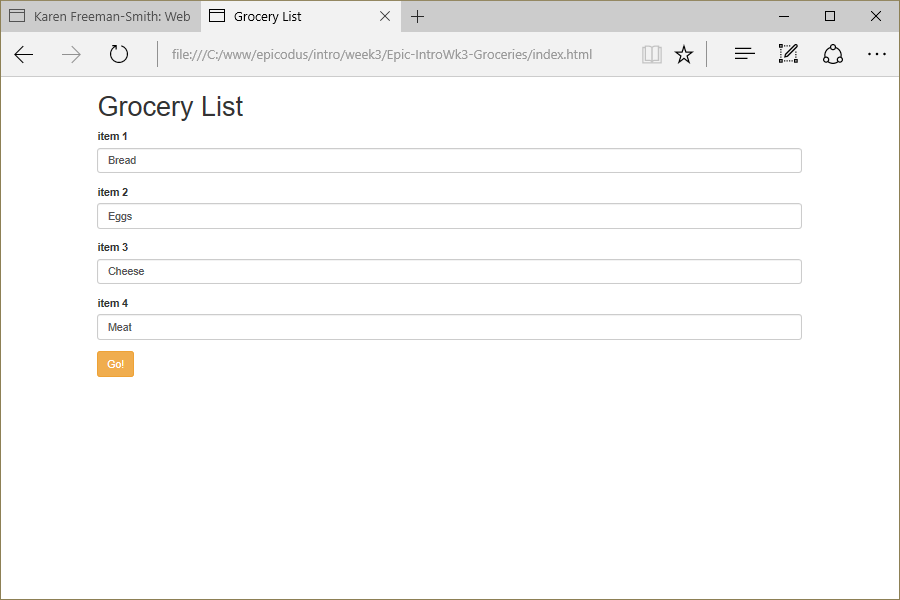 Karen Freeman-Smith: Web
Grocery List
file:///C:/www/epicodus/intro/week3/Epic-IntroWk3-Groceries/index.html
Grocery List
item 1
Bread
item 2
Eggs
item 3
Cheese
item 4
Meat
Go!